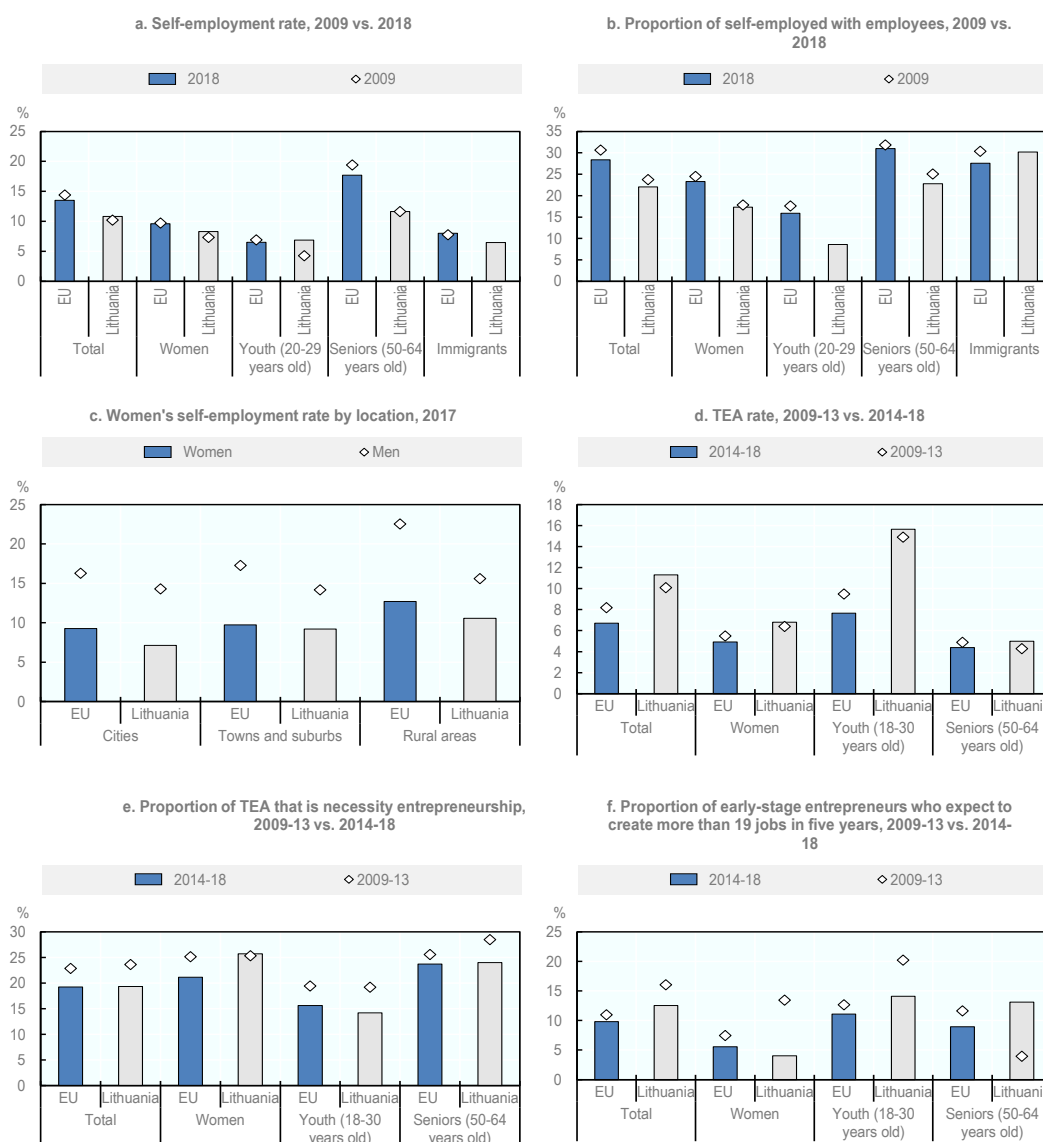 a. Self-employment rate, 2009 vs. 2018
2018
2009
%
25
20
15
10
5
0
EU
Lithuania
EU
Lithuania
EU
Lithuania
EU
Lithuania
EU
Lithuania
Total
Women
Youth (20-29
years old)
Seniors (50-64
years old)
Immigrants
b. Proportion of self-employed with employees, 2009 vs.
2018
2018
2009
%
35
30
25
20
15
10
5
0
EU
Lithuania
EU
Lithuania
EU
Lithuania
EU
Lithuania
EU
Lithuania
Total
Women
Youth (20-29
years old)
Seniors (50-64
years old)
Immigrants
c. Women's self-employment rate by location, 2017
Women
Men
%
25
20
15
10
5
0
EU
Lithuania
EU
Lithuania
EU
Lithuania
Cities
Towns and suburbs
Rural areas
d. TEA rate, 2009-13 vs. 2014-18
2014-18
2009-13
%
18
16
14
12
10
8
6
4
2
0
EU
Lithuania
EU
Lithuania
EU
Lithuania
EU
Lithuani
Total
Women
Youth (18-30
years old)
Seniors (50-64
years old)
e. Proportion of TEA that is necessity entrepreneurship,
2009-13 vs. 2014-18
2014-18
2009-13
%
30
25
20
15
10
5
0
EU
Lithuania
EU
Lithuania
EU
Lithuania
EU
Lithuania
Total
Women
Youth (18-30
years old)
Seniors (50-64
years old)
f. Proportion of early-stage entrepreneurs who expect to
create more than 19 jobs in five years, 2009-13 vs. 2014-
18
2014-18
2009-13
%
25
20
15
10
5
0
EU
Lithuania
EU
Lithuania
EU
Lithuania
EU
Lithuani
Total
Women
Youth (18-30
years old)
Seniors (50-64
years old)